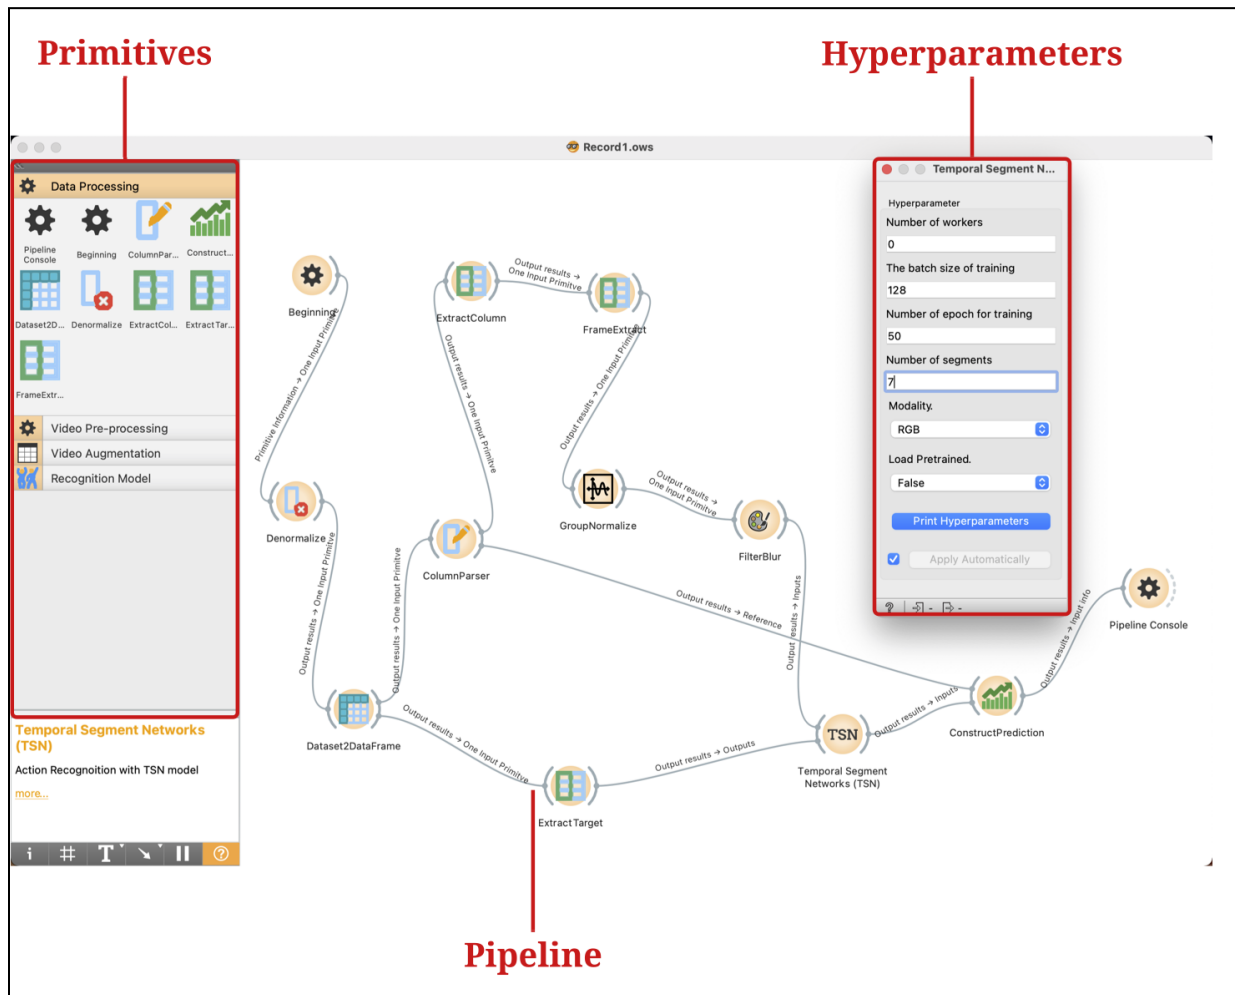 Primitives
Hyperparameters
Record1.ows
Data Processing
Pipeline
Console
Beginning
ColumnPar...
Construct...
Dataset2D...
Denormalize
ExtractCol...
ExtractTar...
FrameExtr...
Video Pre-processing
Video Augmentation
Recognition Model
Temporal Segment Networks
(TSN)
Action Recognoition with TSN model
more...
i
#
T
?
Beginning
Primitive Information → One Input Primitve
Denormalize
Output results → One Input Primitve
Dataset2DataFrame
Output results → One Input Primitve
ColumnParser
Output results → One Input Primitve
ExtractColumn
Output results →
One Input Primitve
FrameExtract
Output results → One Input Primitve
GroupNormalize
Output results →
One Input Primitve
FilterBlur
Output results → Inputs
Output results → Reference
Output results → One Input Primitve
ExtractTarget
Output results → Outputs
TSN
Temporal Segment
Networks (TSN)
Output results → Inputs
ConstructPrediction
Output results → Input info
Pipeline Console
Temporal Segment N...
Hyperparameter
Number of workers
0
The batch size of training
128
Number of epoch for training
50
Number of segments
7
Modality.
RGB
Load Pretrained.
False
Print Hyperparameters
Apply Automatically
?
Pipeline